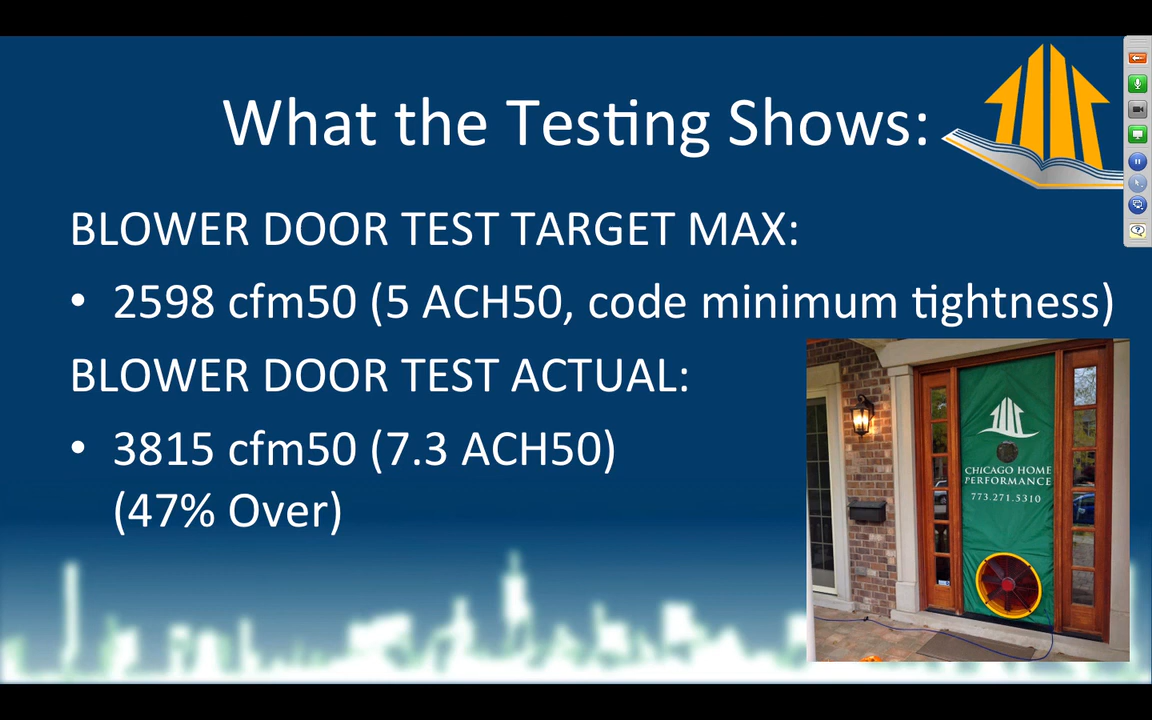 What the Testing Shows:
BLOWER DOOR TEST TARGET MAX:
• 2598 cfm50 (5 ACH50, code minimum tightness)
BLOWER DOOR TEST ACTUAL:
• 3815 cfm50 (7.3 ACH50)
(47% Over)
CHICAGO HOME
PERFORMANCE
773.271.5310